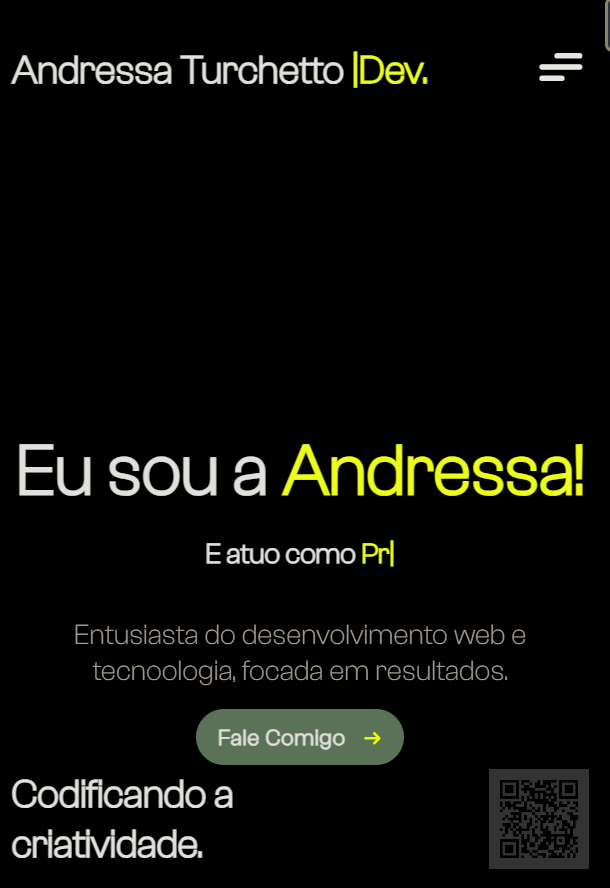 Andressa Turchetto |Dev.
Eu sou a Andressa!
E atuo como Pr|
Entusiasta do desenvolvimento web e
tecnoologia, focada em resultados.
Fale Comigo →
Codificando a
criatividade.